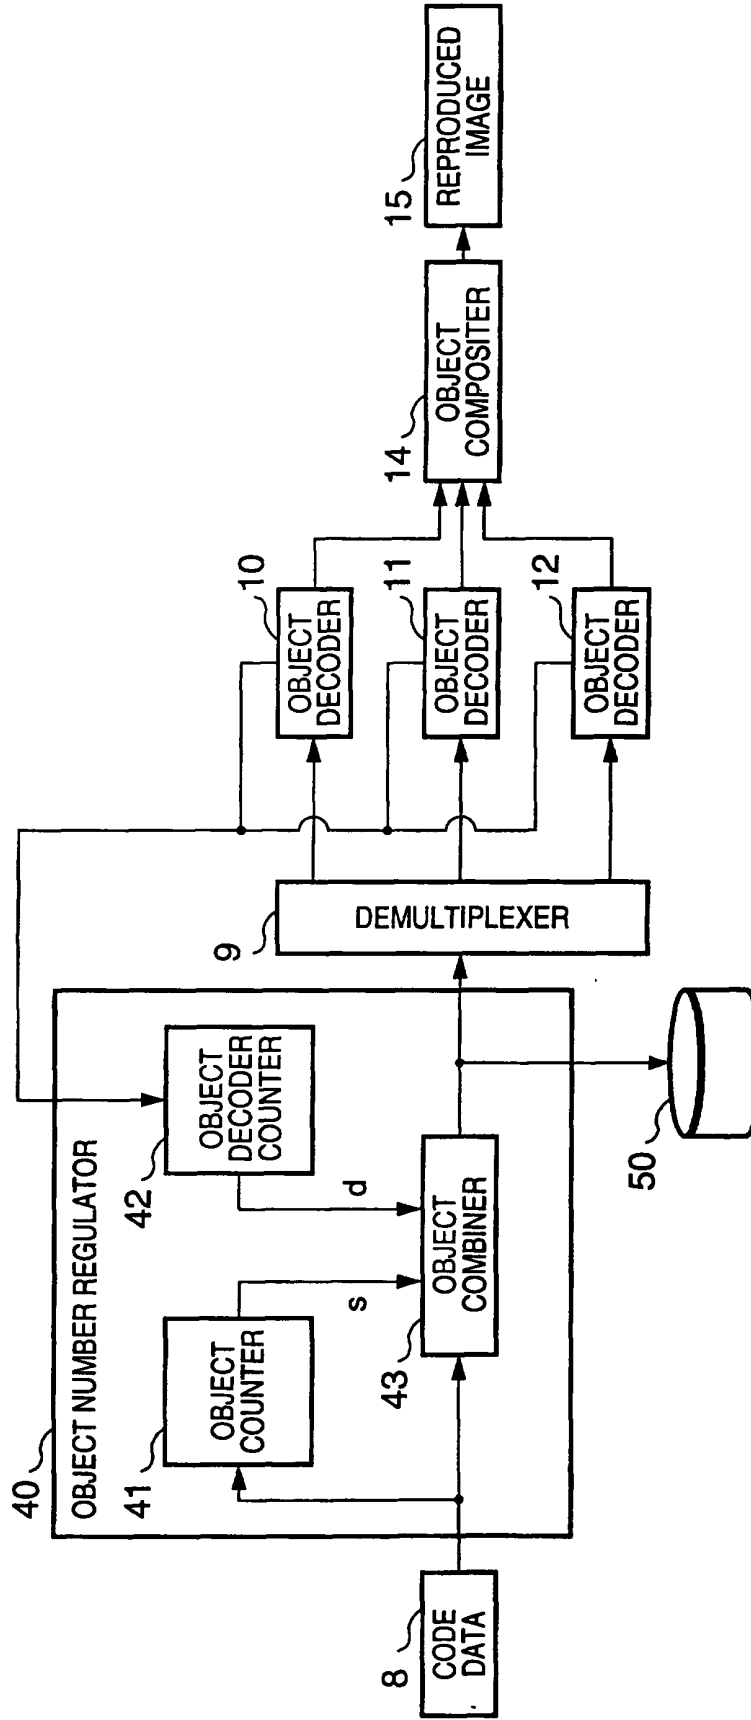 40
OBJECT NUMBER REGULATOR
41
OBJECT
COUNTER
42
OBJECT
DECODER
COUNTER
s
d
8
CODE
DATA
43
OBJECT
COMBINER
50
9
DEMULTIPLEXER
10
OBJECT
DECODER
11
OBJECT
DECODER
12
OBJECT
DECODER
14
OBJECT
COMPOSITER
15
REPRODUCED
IMAGE